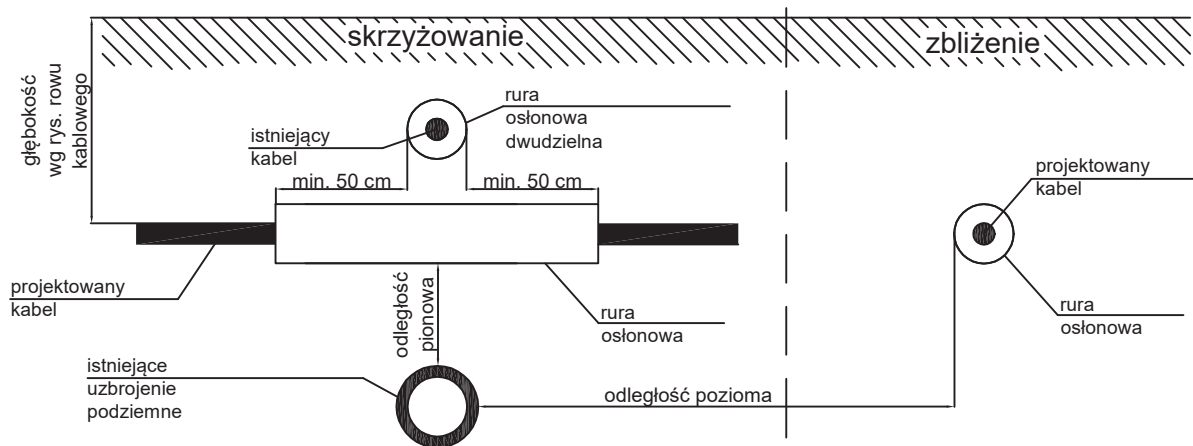 skrzyżowanie
zbliżenie
głębokość
wg rys. rowu
kablowego
rura
osłonowa
dwudzielna
istniejący
kabel
min. 50 cm
min. 50 cm
projektowany
kabel
projektowany
kabel
odległość
pionowa
rura
osłonowa
rura
osłonowa
istniejące
uzbrojenie
podziemne
odległość pozioma